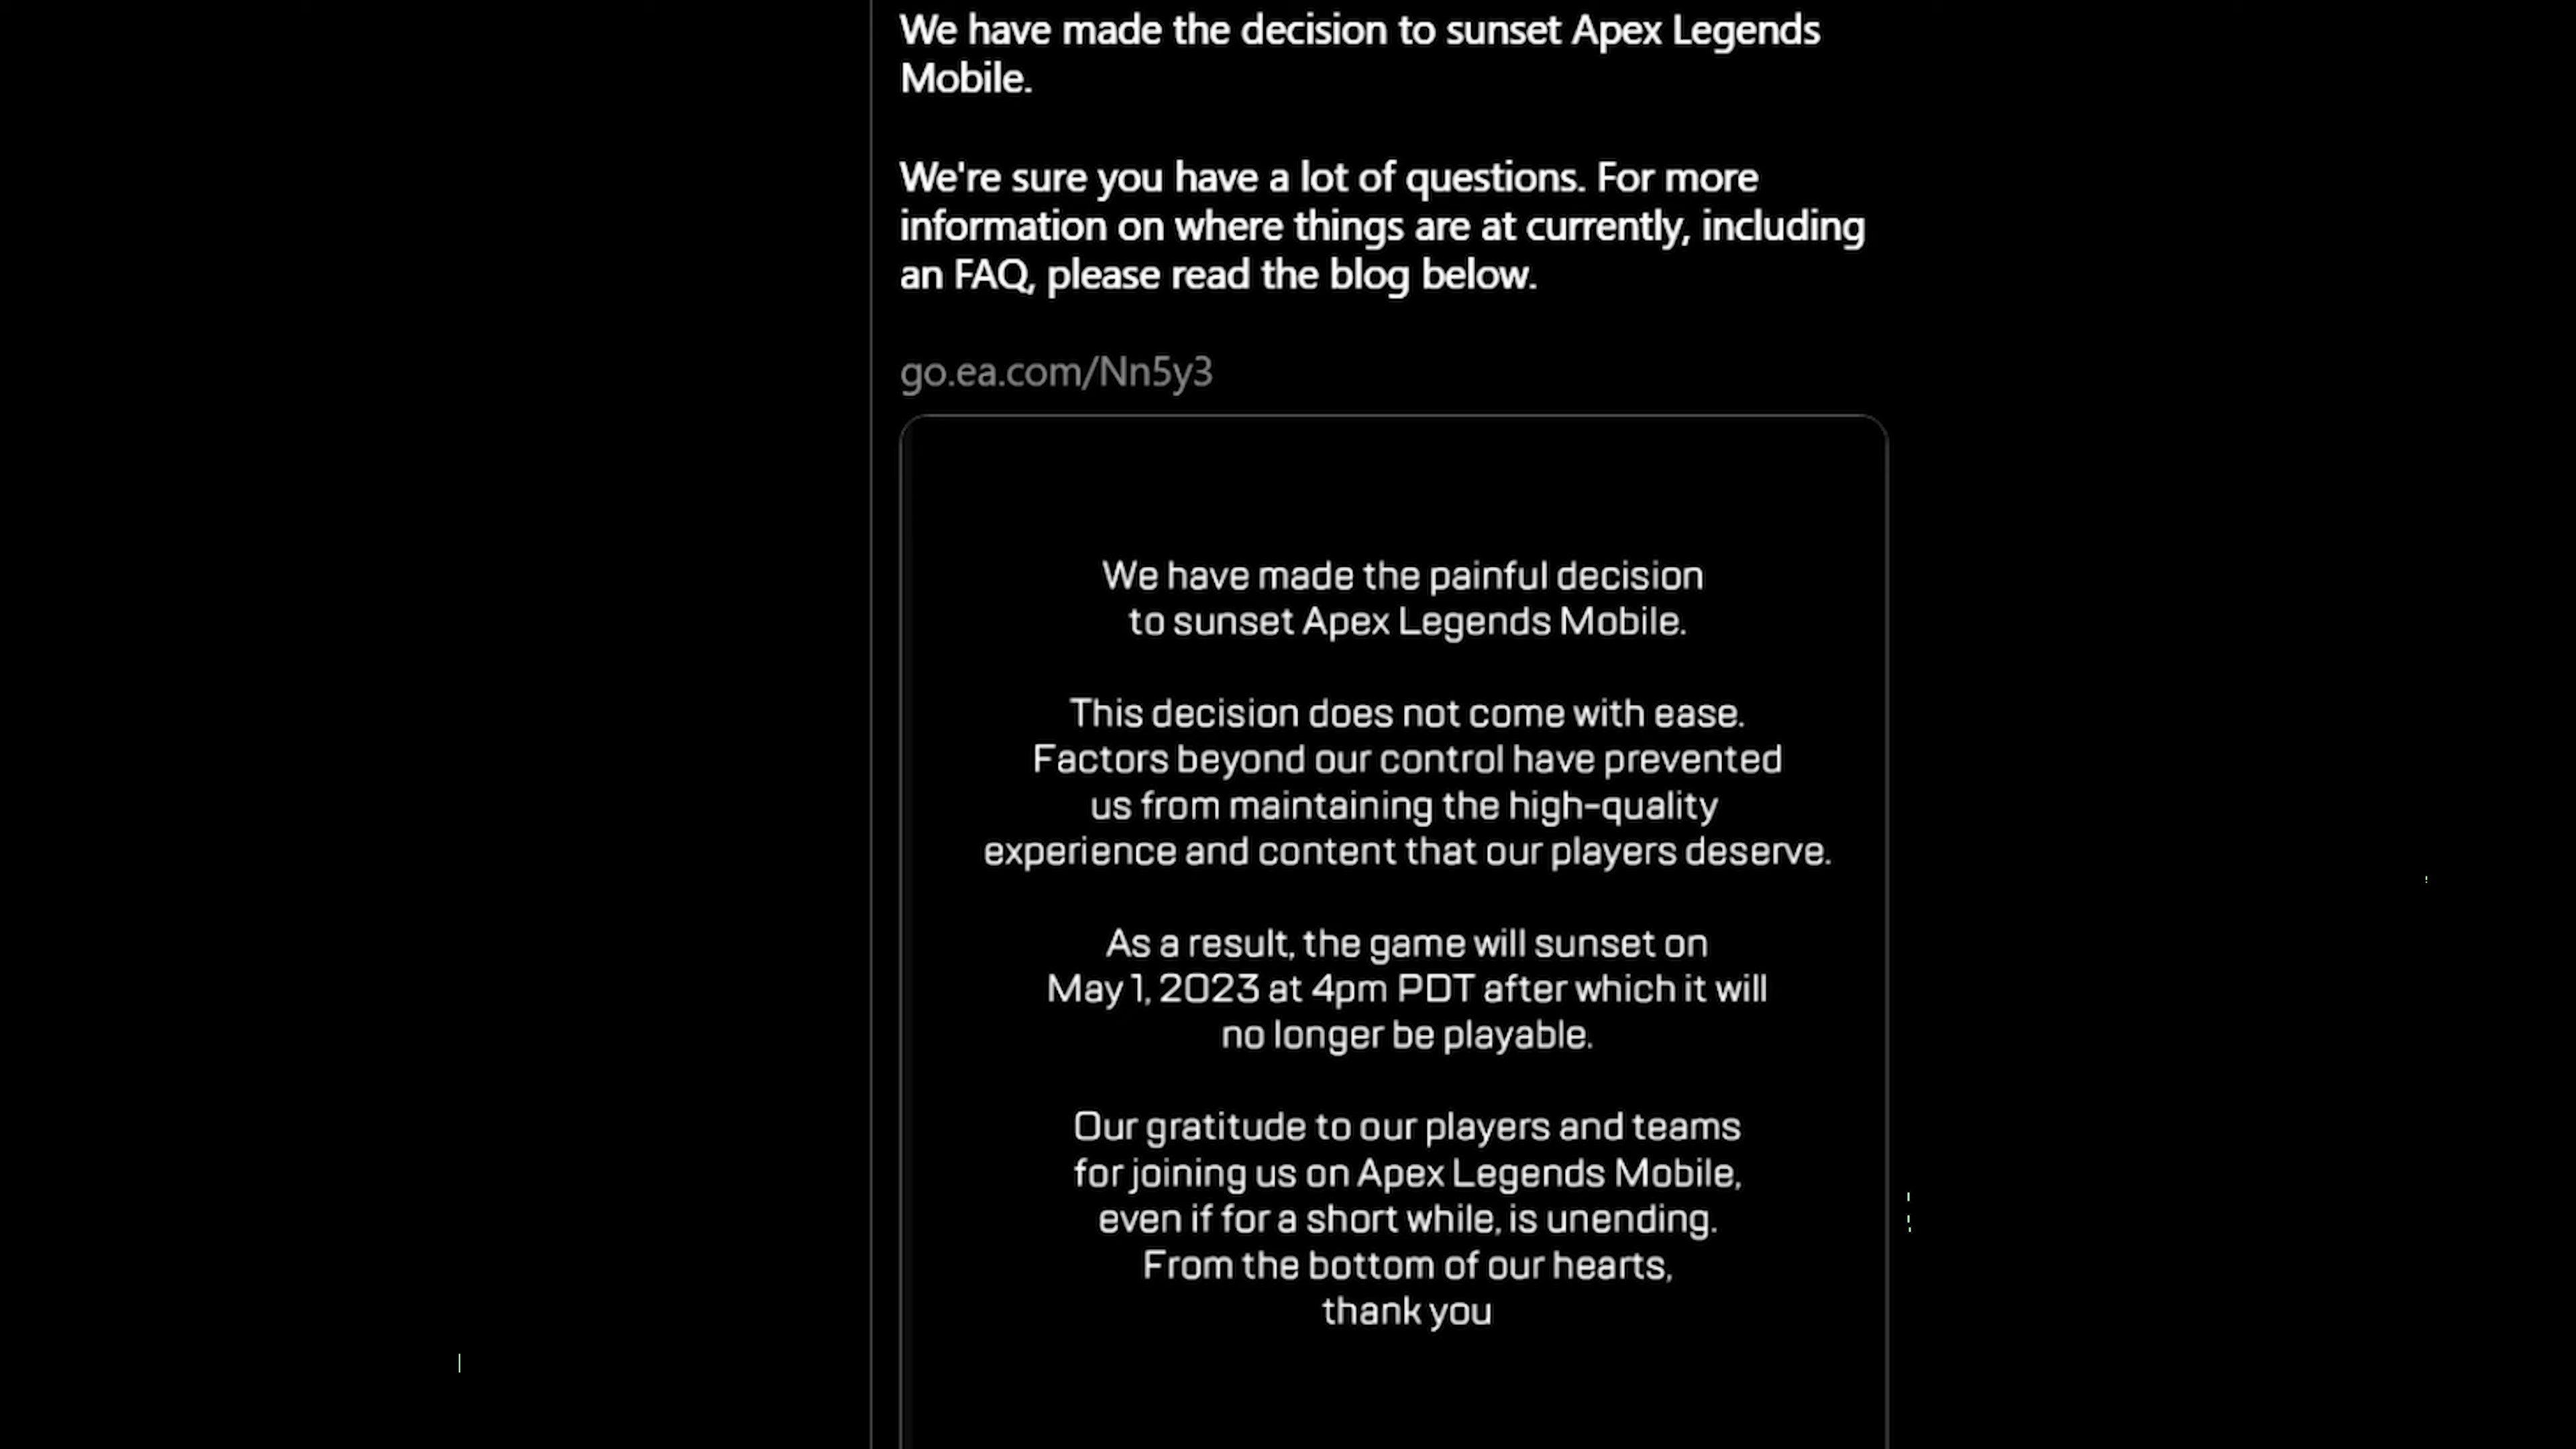 We have made the decision to sunset Apex Legends
Mobile.
We're sure you have a lot of questions. For more
information on where things are at currently, including
an FAQ, please read the blog below.
go.ea.com/Nn5y3
We have made the painful decision
to sunset Apex Legends Mobile.
This decision does not come with ease.
Factors beyond our control have prevented
us from maintaining the high-quality
experience and content that our players deserve.
As a result, the game will sunset on
May 1, 2023 at 4pm PDT after which it will
no longer be playable.
Our gratitude to our players and teams
for joining us on Apex Legends Mobile,
even if for a short while, is unending.
From the bottom of our hearts,
thank you